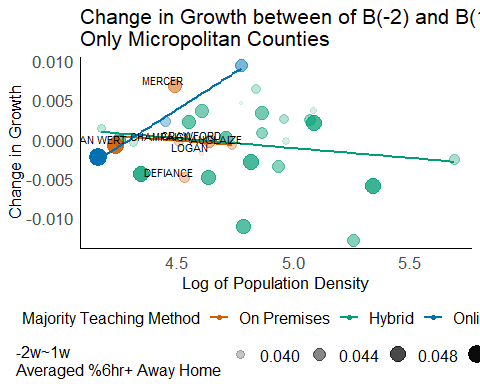 Change in Growth between of B(-2) and B(1
Only Micropolitan Counties
Change in Growth
0.010
0.005
0.000
-0.005
-0.010
MERCER
AN WERT
CRAWFORD
LOGAN
DEFIANCE
4.5 5.0 5.5
Log of Population Density
Majority Teaching Method On Premises Hybrid Onli
-2w~1w
Averaged %6hr+ Away Home
0.040 0.044 0.048